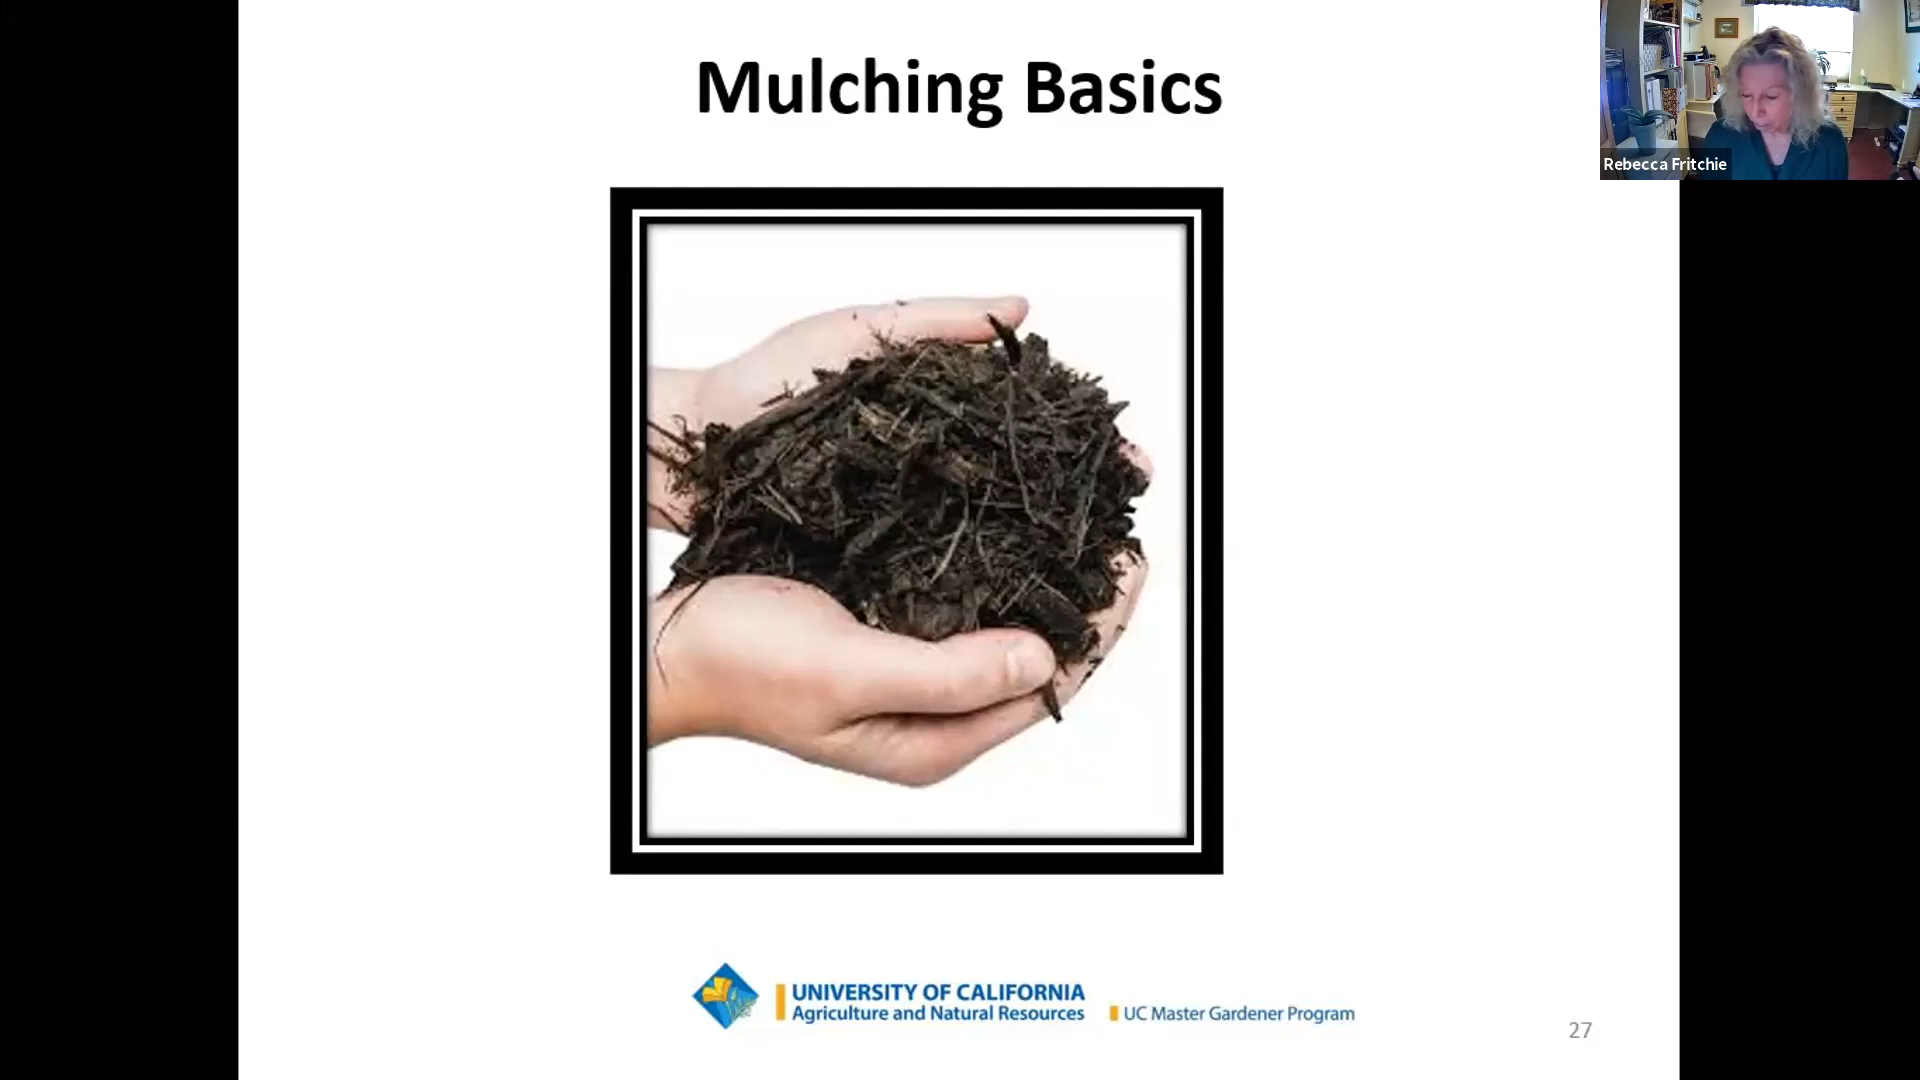 Mulching Basics
Rebecca Fritchie
UNIVERSITY OF CALIFORNIA
Agriculture and Natural Resources
UC Master Gardener Program
27